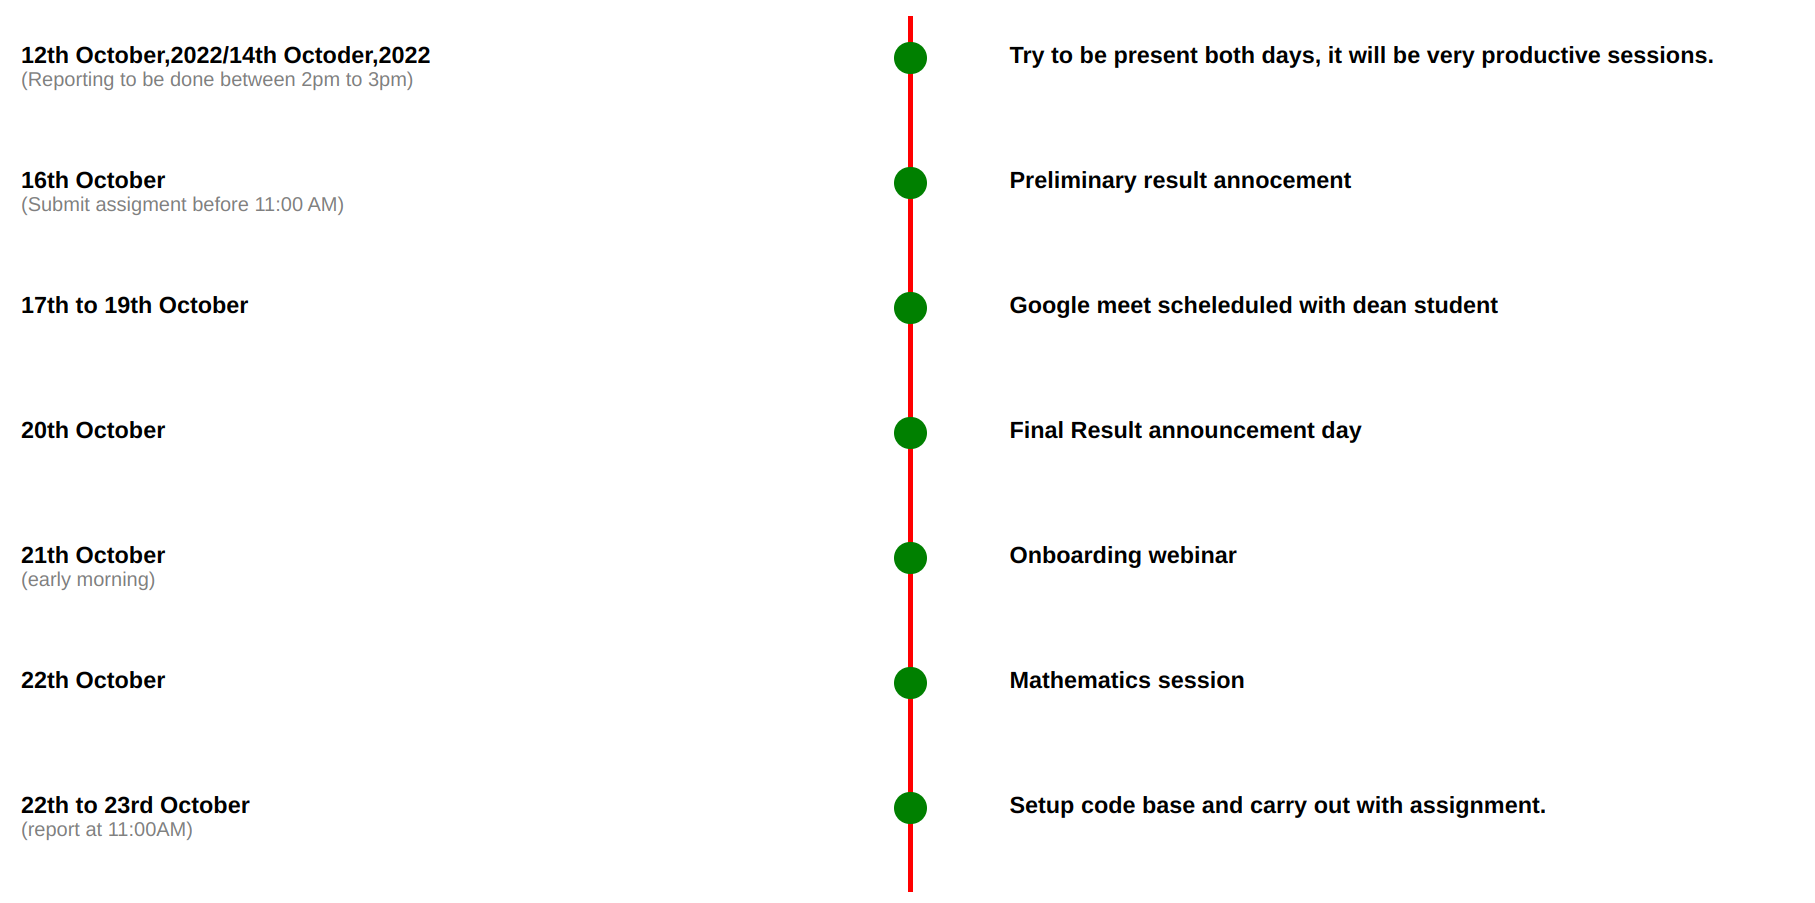 12th October,2022/14th Octoder,2022
(Reporting to be done between 2pm to 3pm)
Try to be present both days, it will be very productive sessions.
16th October
(Submit assigment before 11:00 AM)
Preliminary result annocement
17th to 19th October
Google meet scheleduled with dean student
20th October
Final Result announcement day
21th October
(early morning)
Onboarding webinar
22th October
Mathematics session
22th to 23rd October
(report at 11:00AM)
Setup code base and carry out with assignment.